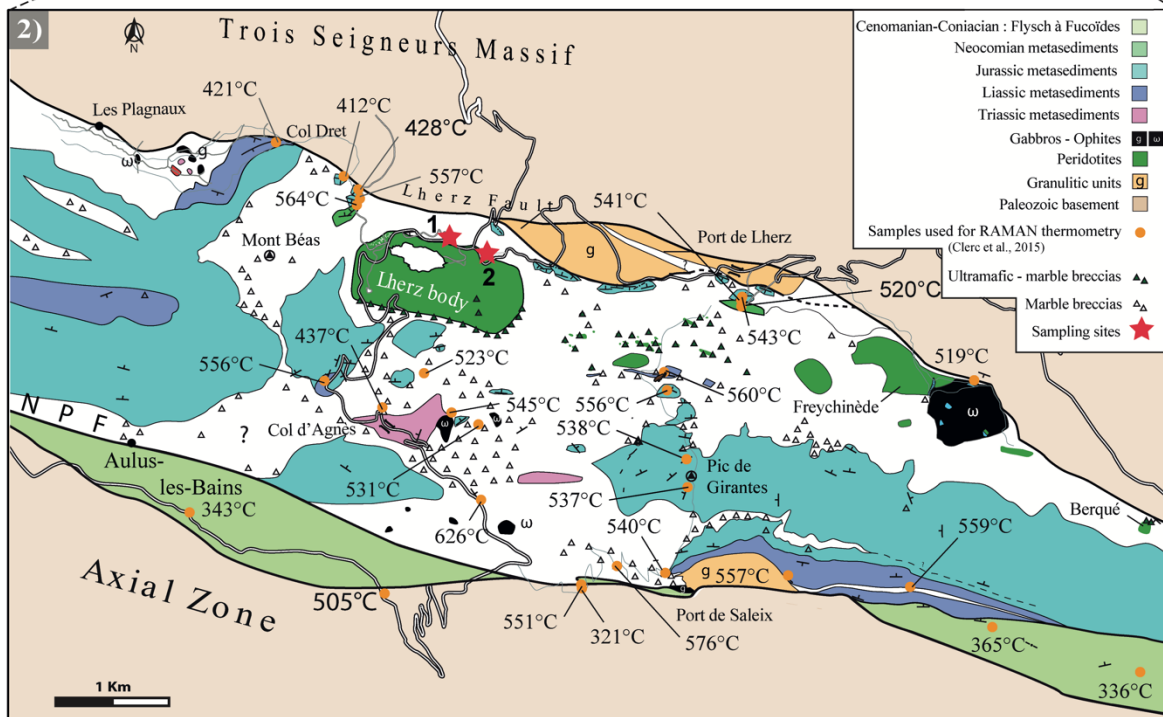 2)
N
Trois Seigneurs Massif
Cenomanian-Coniacian : Flysch à Fucoïdes
Neocomian metasediments
Jurassic metasediments
Liassic metasediments
Triassic metasediments
Gabbros - Ophites g ω
Peridotites
Granulitic units g
Paleozoic basement
Samples used for RAMAN thermometry
(Clerc et al., 2015)
Ultramafic - marble breccias
Marble breccias
Sampling sites
Les Plagnaux
421°C
Col Dret
412°C
428°C
557°C
564°C
ω
g
Lherz Fault
541°C
Port de Lherz
1
2
g
Mont Béas
Lherz body
520°C
543°C
437°C
556°C
523°C
519°C
560°C
556°C
Freychinède
ω
545°C
ω
ω
538°C
Col d'Agnes
N P F
?
Aulus-
les-Bains
343°C
531°C
Pic de
Girantes
537°C
626°C
ω
540°C
559°C
Berqué
g
557°C
Axial Zone
505°C
551°C
321°C
576°C
g
Port de Saleix
365°C
336°C
1 Km